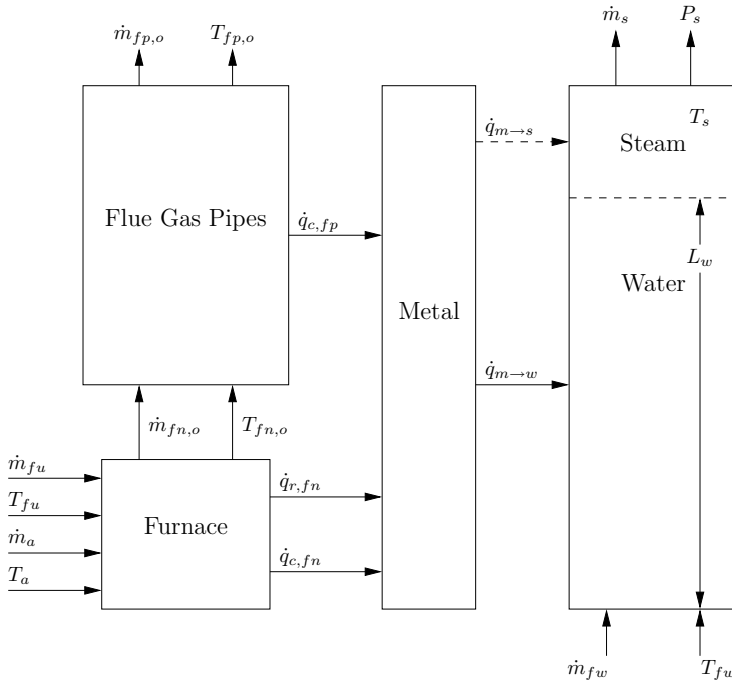 ṁ_{fp,o} T_{fp,o} ṁ_s P_s
T_s
q̇_{m→s}
Steam
Flue Gas Pipes
q̇_{c,fp}
L_w
Water
Metal
q̇_{m→w}
ṁ_{fn,o} T_{fn,o}
ṁ_{fu}
q̇_{r,fn}
T_{fu}
Furnace
ṁ_a
q̇_{c,fn}
T_a
ṁ_{fw} T_{fw}